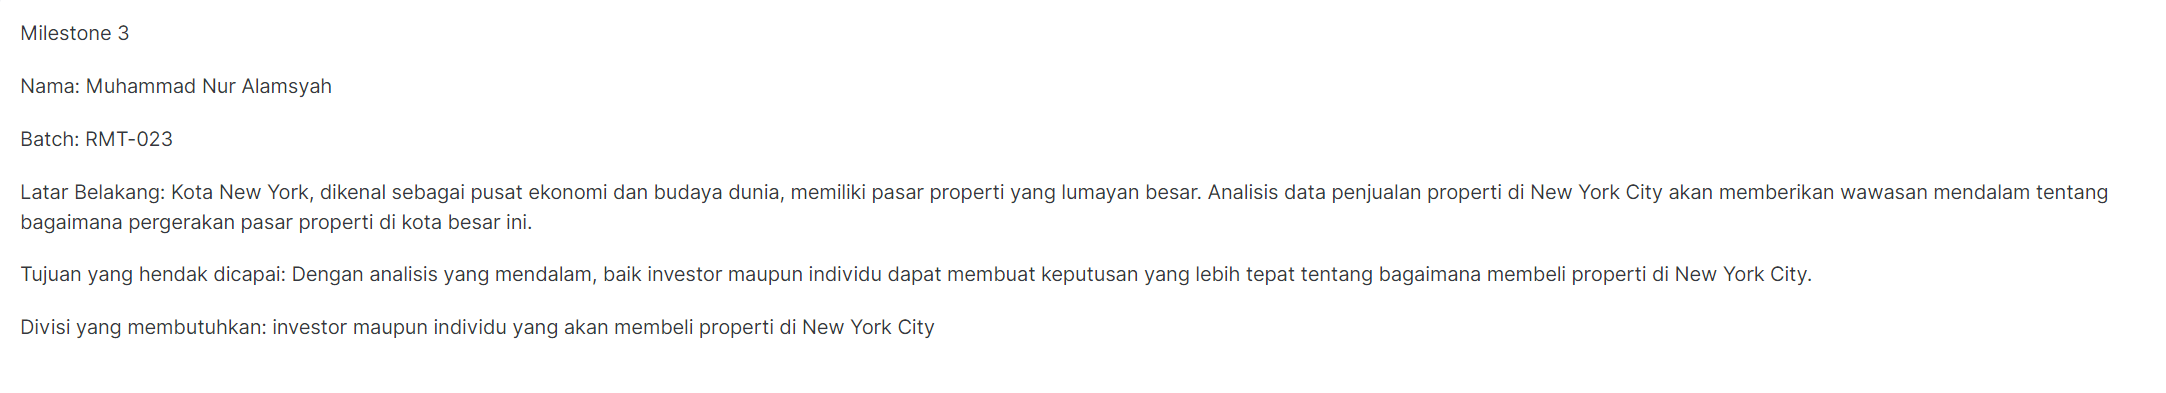 Milestone 3
Nama: Muhammad Nur Alamsyah
Batch: RMT-023
Latar Belakang: Kota New York, dikenal sebagai pusat ekonomi dan budaya dunia, memiliki pasar properti yang lumayan besar. Analisis data penjualan properti di New York City akan memberikan wawasan mendalam tentang
bagaimana pergerakan pasar properti di kota besar ini.
Tujuan yang hendak dicapai: Dengan analisis yang mendalam, baik investor maupun individu dapat membuat keputusan yang lebih tepat tentang bagaimana membeli properti di New York City.
Divisi yang membutuhkan: investor maupun individu yang akan membeli properti di New York City